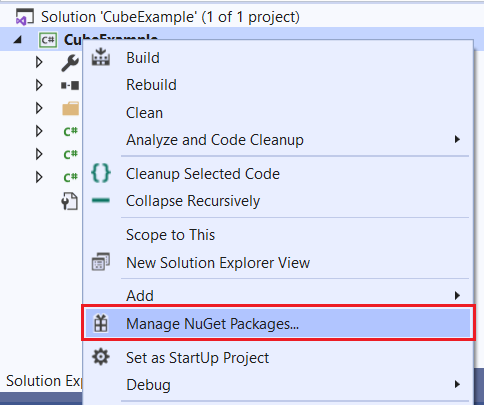 Solution 'CubeExample' (1 of 1 project)
C# CubeExample
Build
Rebuild
Clean
Analyze and Code Cleanup
Cleanup Selected Code
Collapse Recursively
Scope to This
New Solution Explorer View
Add
C#
Manage NuGet Packages...
C#
C#
Set as StartUp Project
Solution Exp
Debug